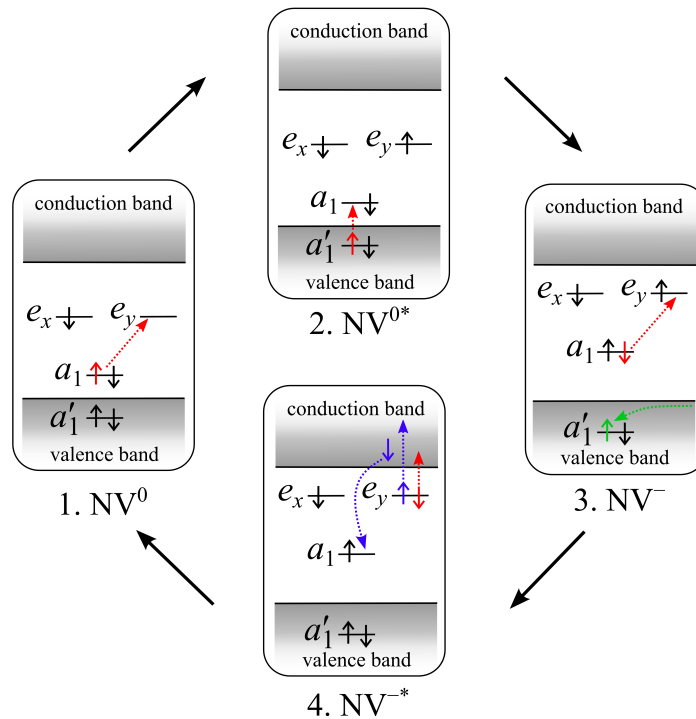 conduction band
e_x e_y
a_1
a′_1
valence band
2. NV^{0*}
conduction band
e_x e_y
a_1
a′_1
valence band
1. NV^0
conduction band
e_x e_y
a_1
a′_1
valence band
3. NV^−
conduction band
e_x e_y
a_1
a′_1
valence band
4. NV^{−*}